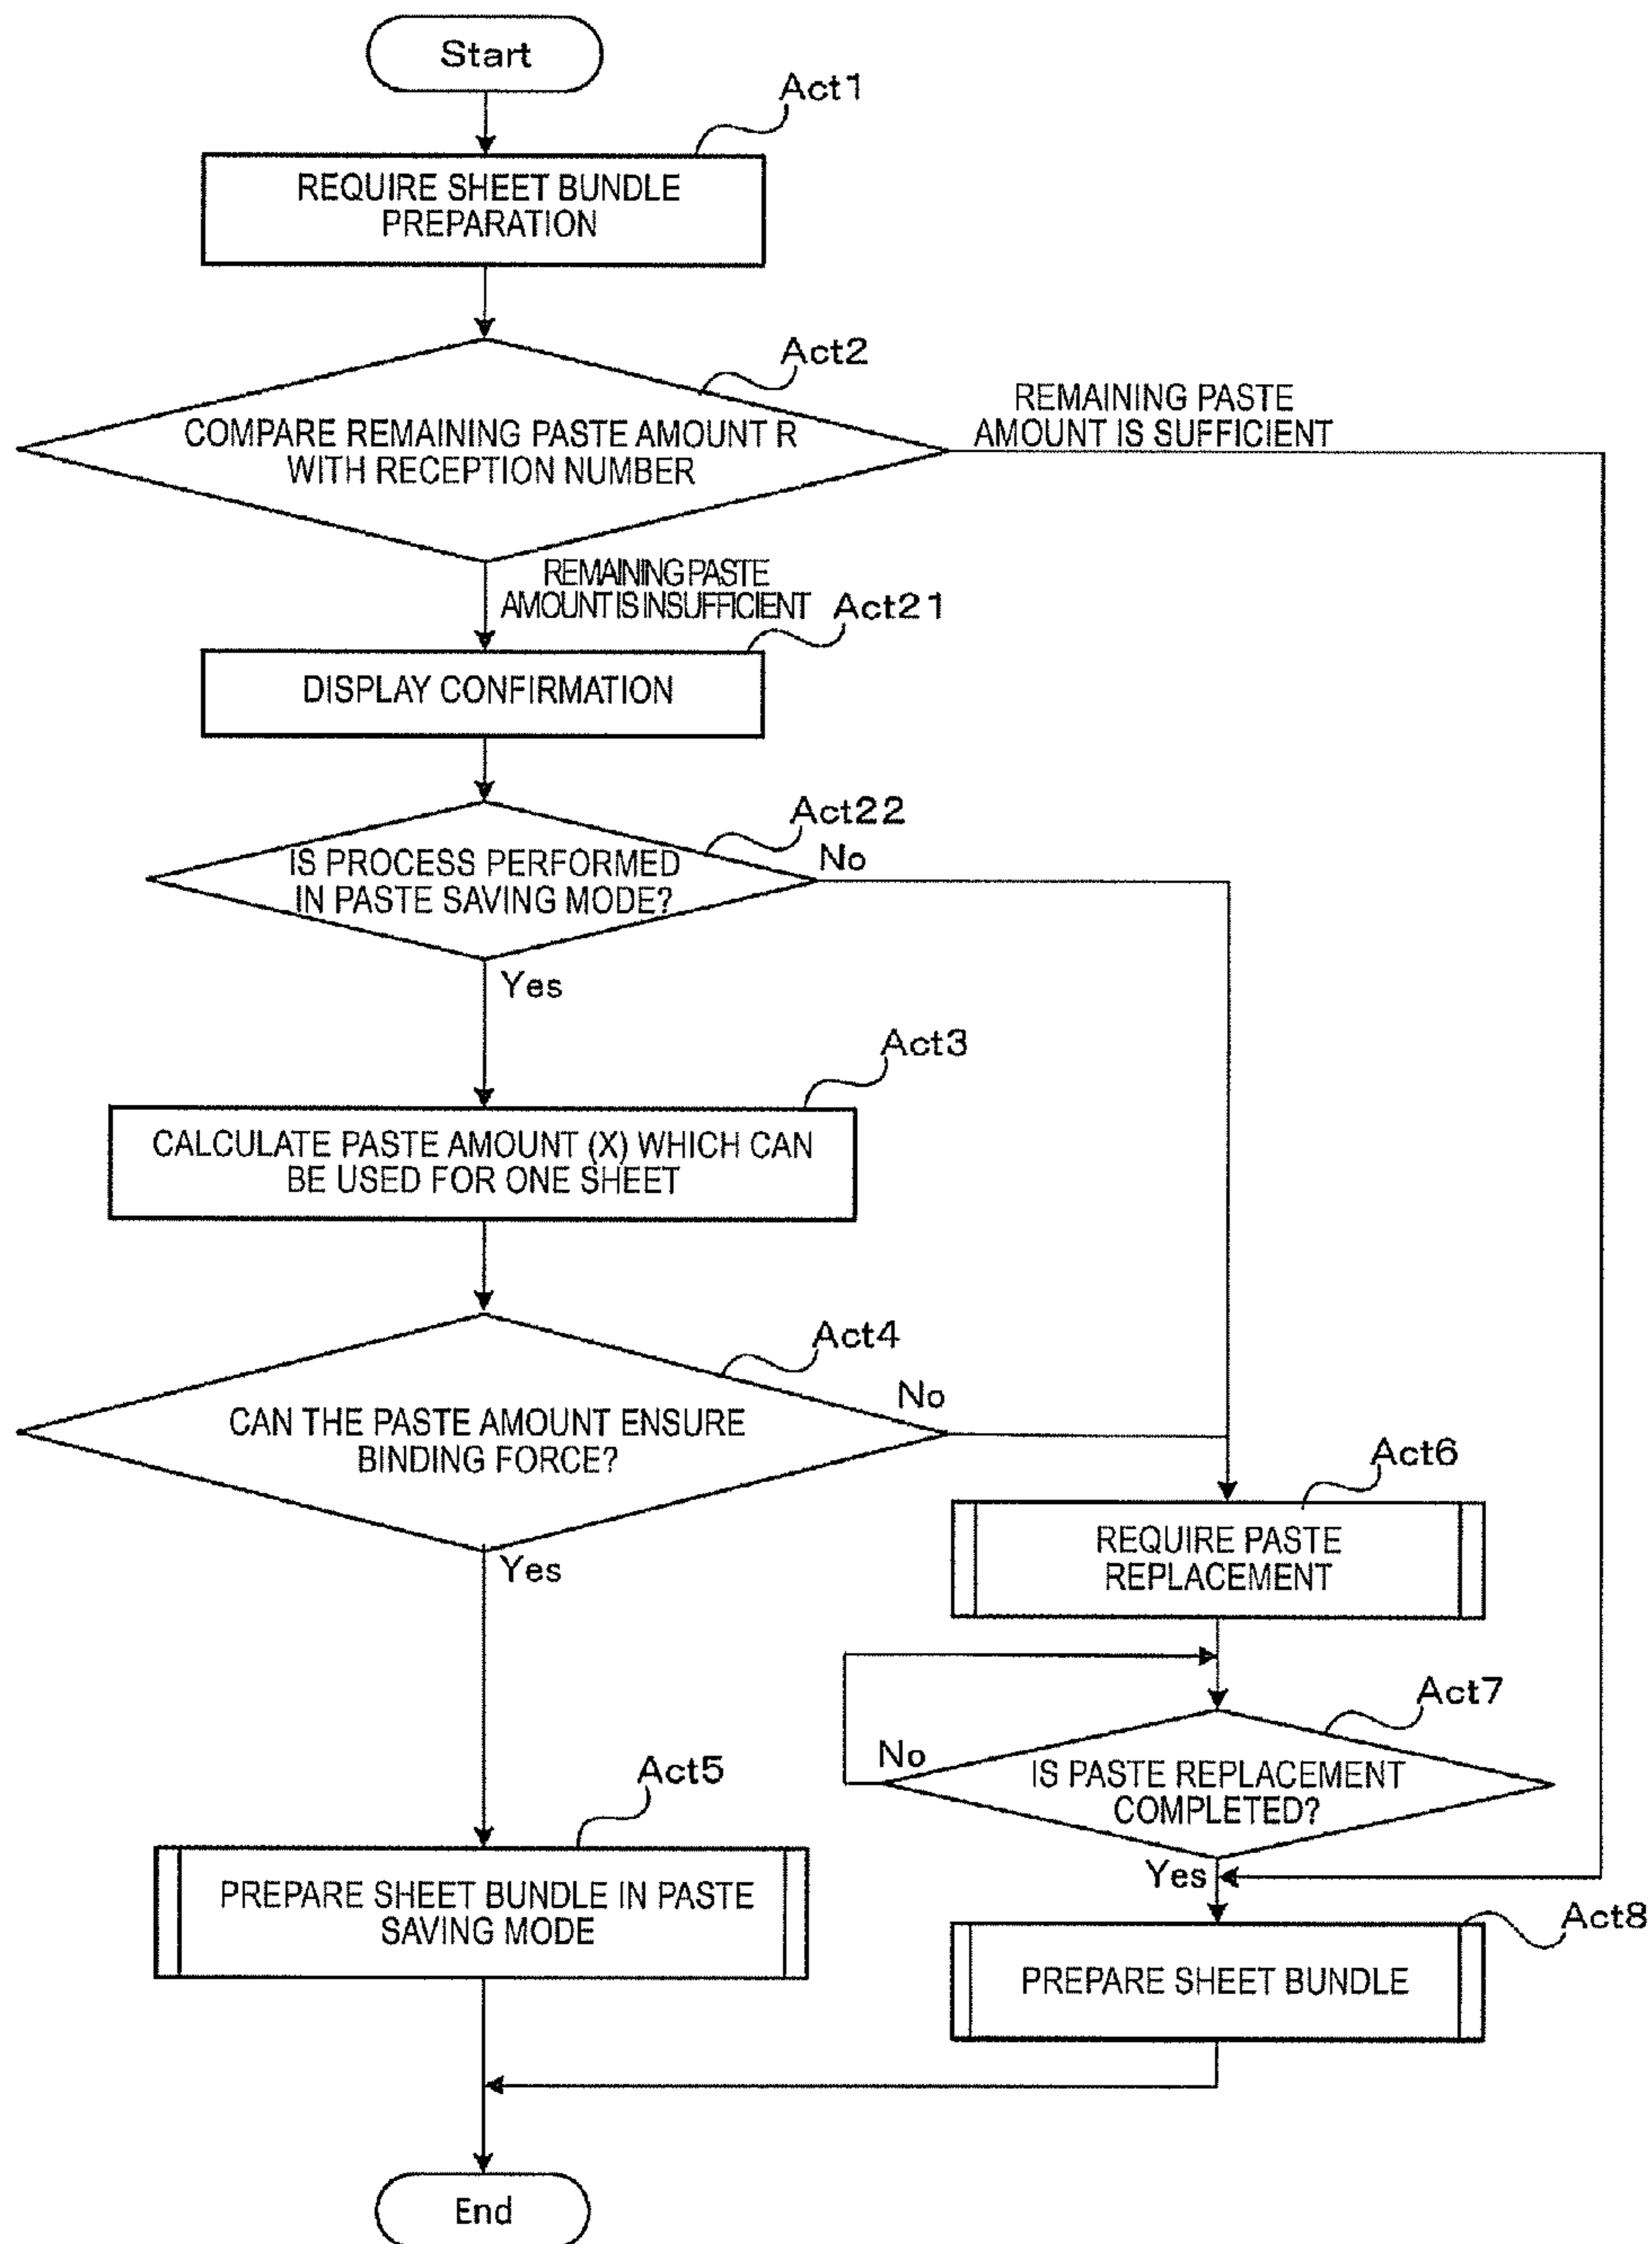 Start
Act1
REQUIRE SHEET BUNDLE
PREPARATION
Act2
COMPARE REMAINING PASTE AMOUNT R
WITH RECEPTION NUMBER
REMAINING PASTE
AMOUNT IS SUFFICIENT
REMAINING PASTE
AMOUNT IS INSUFFICIENT
Act21
DISPLAY CONFIRMATION
Act22
IS PROCESS PERFORMED
IN PASTE SAVING MODE?
No
Yes
Act3
CALCULATE PASTE AMOUNT (X) WHICH CAN
BE USED FOR ONE SHEET
Act4
CAN THE PASTE AMOUNT ENSURE
BINDING FORCE?
No
Yes
Act6
REQUIRE PASTE
REPLACEMENT
Act7
No
IS PASTE REPLACEMENT
COMPLETED?
Yes
Act5
PREPARE SHEET BUNDLE IN PASTE
SAVING MODE
Act8
PREPARE SHEET BUNDLE
End